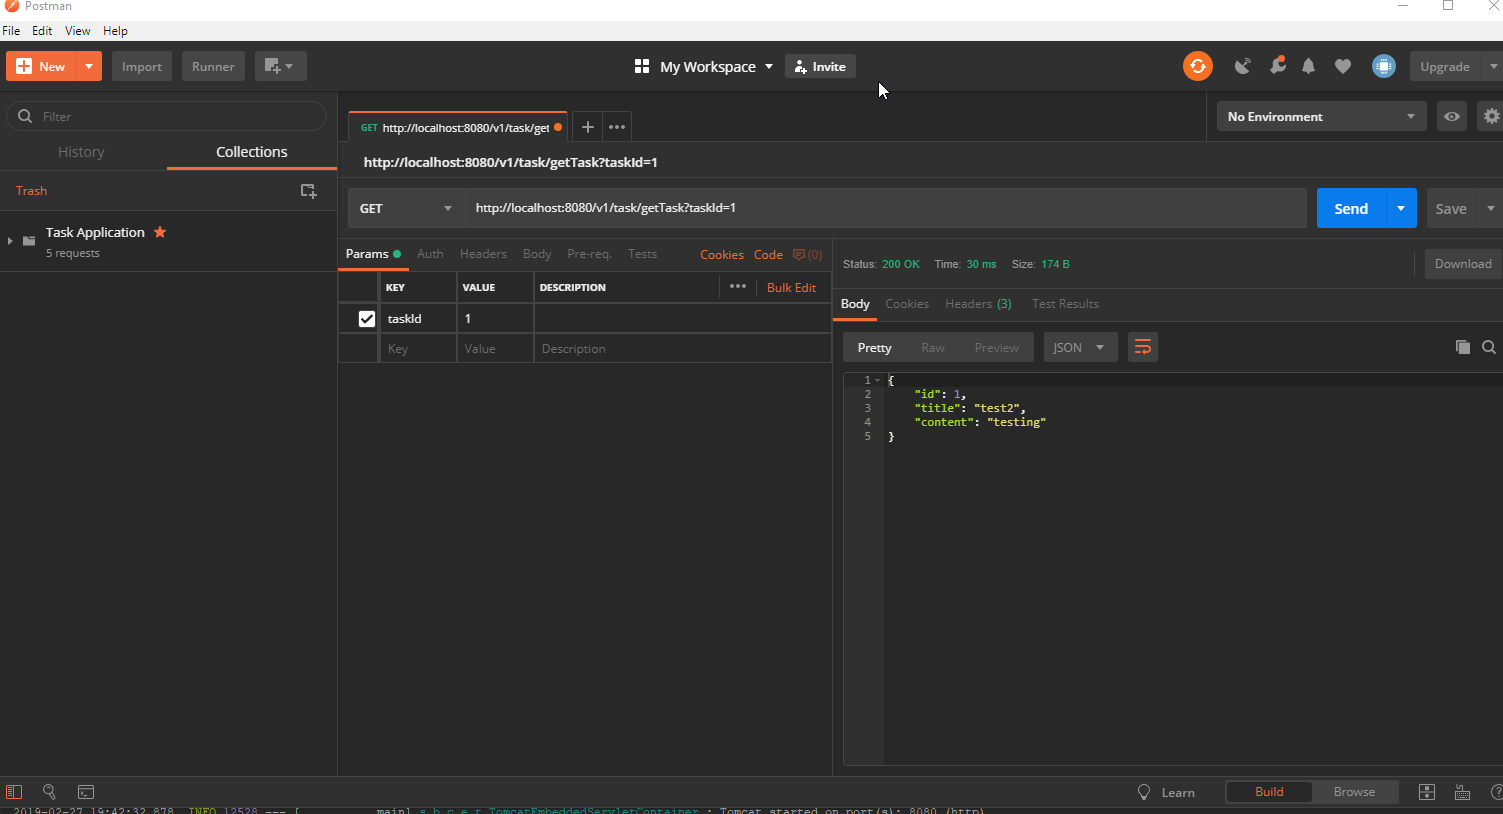 Postman
File Edit View Help
New Import Runner My Workspace Invite Upgrade
Filter
History Collections
Trash
Task Application
5 requests
GET http://localhost:8080/v1/task/get
No Environment
http://localhost:8080/v1/task/getTask?taskId=1
GET http://localhost:8080/v1/task/getTask?taskId=1 Send Save
Params Auth Headers Body Pre-req. Tests Cookies Code (0)
KEY VALUE DESCRIPTION Bulk Edit
taskId 1
Key Value Description
Status: 200 OK Time: 30 ms Size: 174 B Download
Body Cookies Headers (3) Test Results
Pretty Raw Preview JSON
1 {
2 "id": 1,
3 "title": "test2",
4 "content": "testing"
5 }
Learn Build Browse
2019-02-27 19:42:32.878 INFO 12528 --- [ main] s.b.c.e.t.TomcatEmbeddedServletContainer : Tomcat started on port(s): 8080 (http)